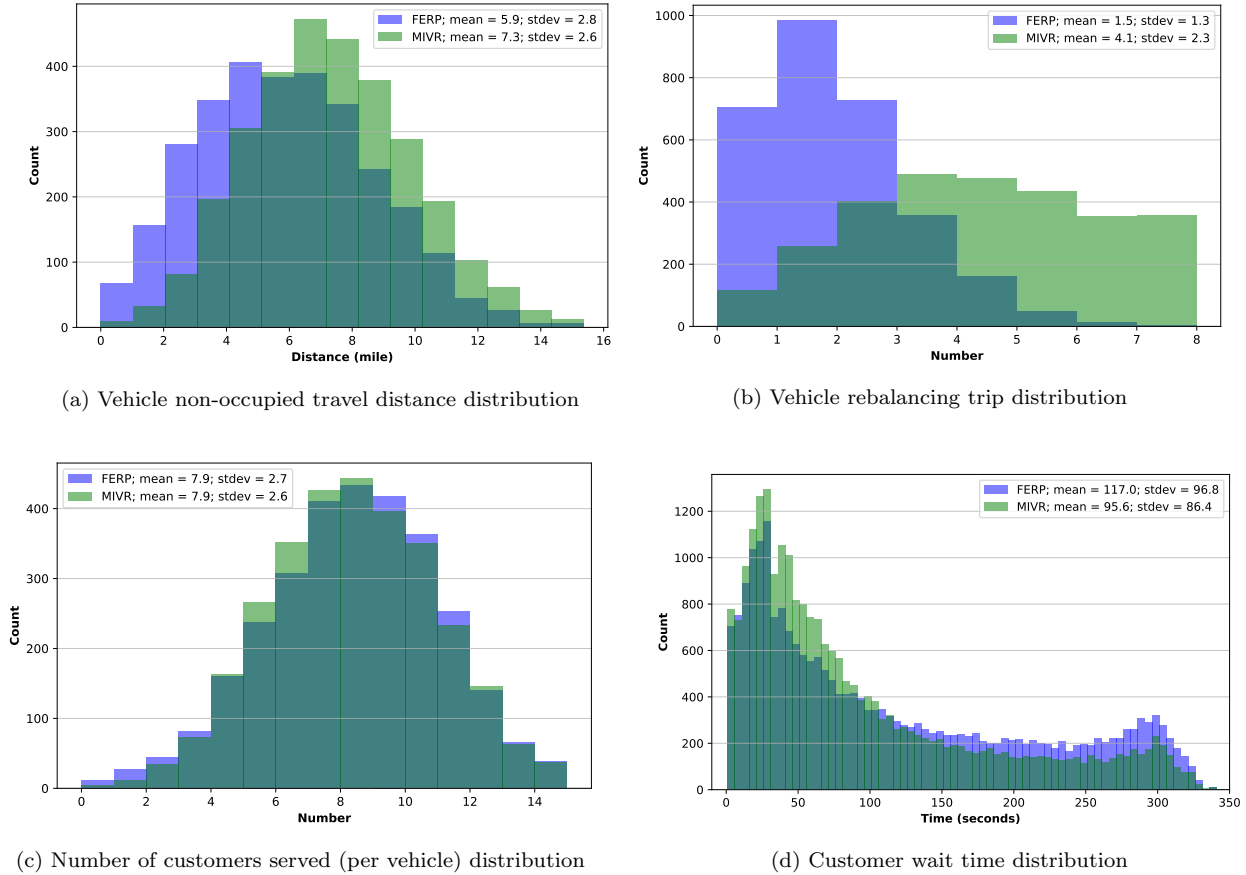 FERP; mean = 5.9; stdev = 2.8
MIVR; mean = 7.3; stdev = 2.6
400
300
200
100
0
Count
0 2 4 6 8 10 12 14 16
Distance (mile)
(a) Vehicle non-occupied travel distance distribution
FERP; mean = 1.5; stdev = 1.3
MIVR; mean = 4.1; stdev = 2.3
1000
800
600
400
200
0
Count
0 1 2 3 4 5 6 7 8
Number
(b) Vehicle rebalancing trip distribution
FERP; mean = 7.9; stdev = 2.7
MIVR; mean = 7.9; stdev = 2.6
400
300
200
100
0
Count
0 2 4 6 8 10 12 14
Number
(c) Number of customers served (per vehicle) distribution
FERP; mean = 117.0; stdev = 96.8
MIVR; mean = 95.6; stdev = 86.4
1200
1000
800
600
400
200
0
Count
0 50 100 150 200 250 300 350
Time (seconds)
(d) Customer wait time distribution